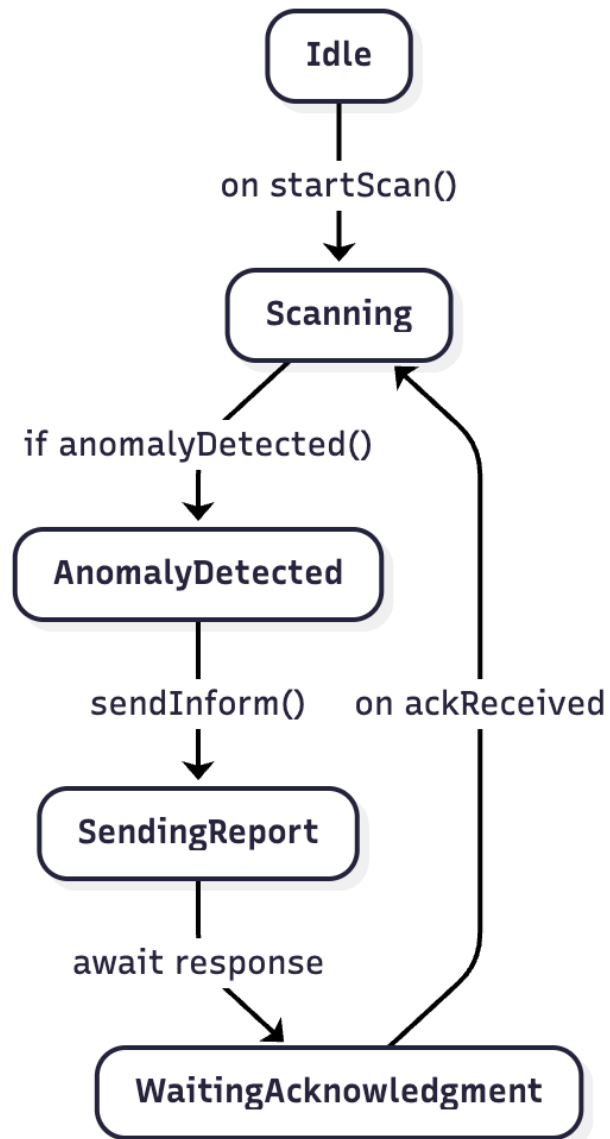 Idle
on startScan()
Scanning
if anomalyDetected()
AnomalyDetected
sendInform()
on ackReceived
SendingReport
await response
WaitingAcknowledgment